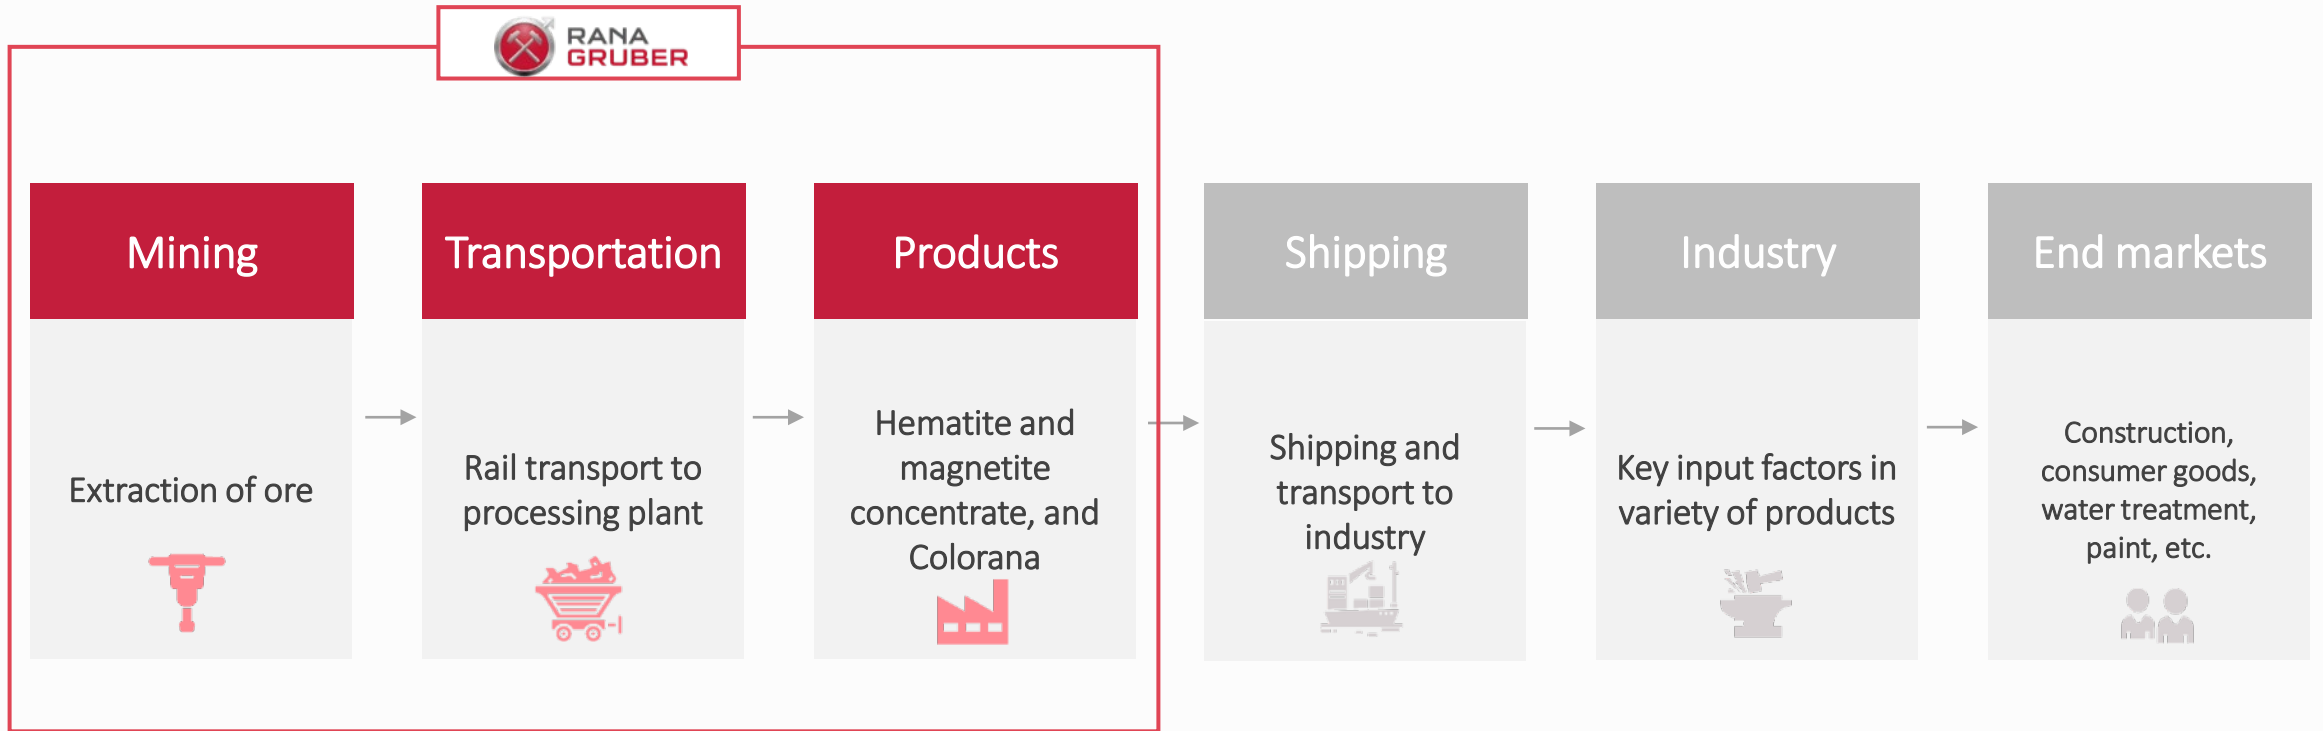 RANA
GRUBER
Mining
Extraction of ore
Transportation
Rail transport to
processing plant
Products
Hematite and
magnetite
concentrate, and
Colorana
Shipping
Shipping and
transport to
industry
Industry
Key input factors in
variety of products
End markets
Construction,
consumer goods,
water treatment,
paint, etc.